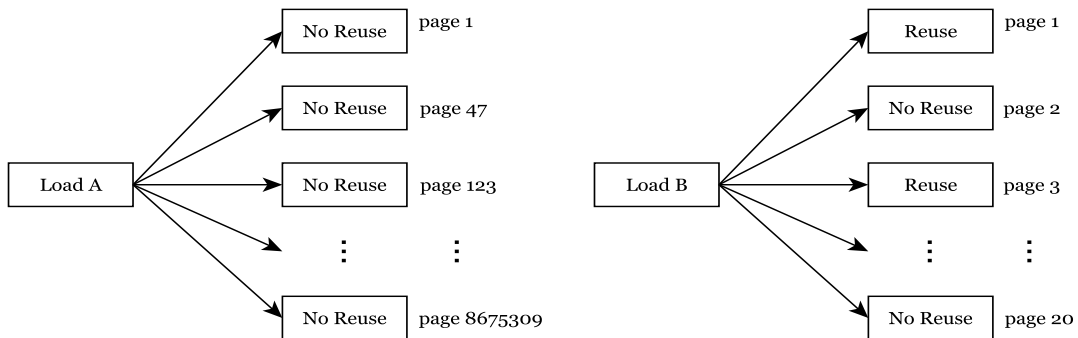 No Reuse page 1
No Reuse page 47
Load A No Reuse page 123
⋮ ⋮
No Reuse page 8675309
Reuse page 1
No Reuse page 2
Load B Reuse page 3
⋮ ⋮
No Reuse page 20